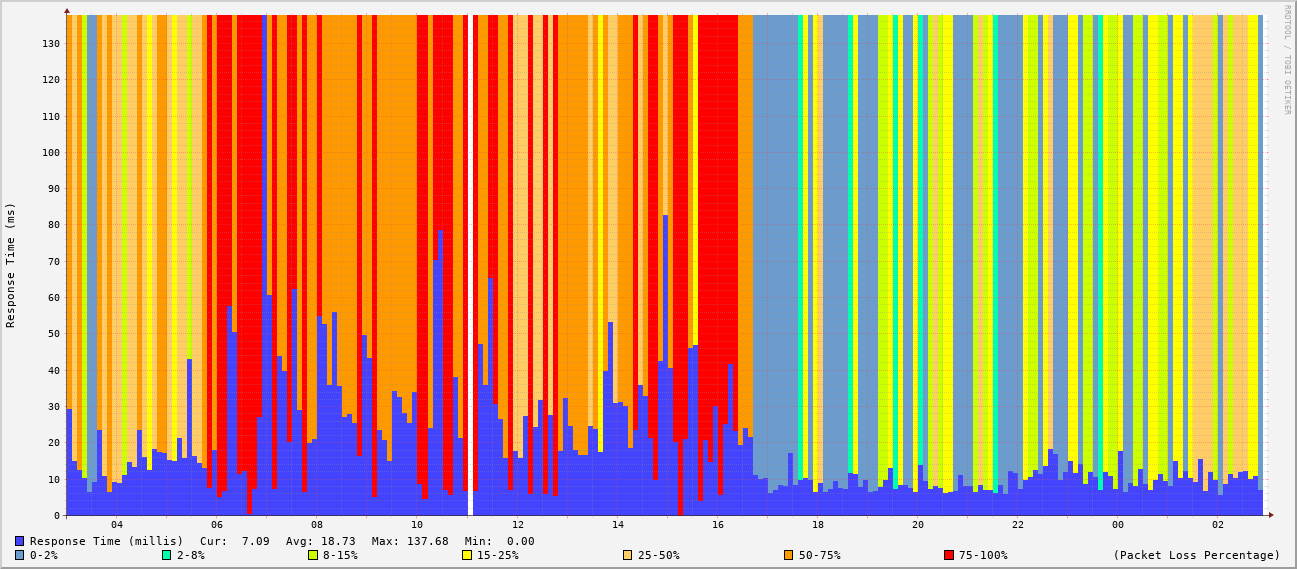 RRDTOOL / TOBI OETIKER
Response Time (ms)
130
120
110
100
90
80
70
60
50
40
30
20
10
0
04 06 08 10 12 14 16 18 20 22 00 02
Response Time (millis) Cur: 7.09 Avg: 18.73 Max: 137.68 Min: 0.00
0-2% 2-8% 8-15% 15-25% 25-50% 50-75% 75-100% (Packet Loss Percentage)